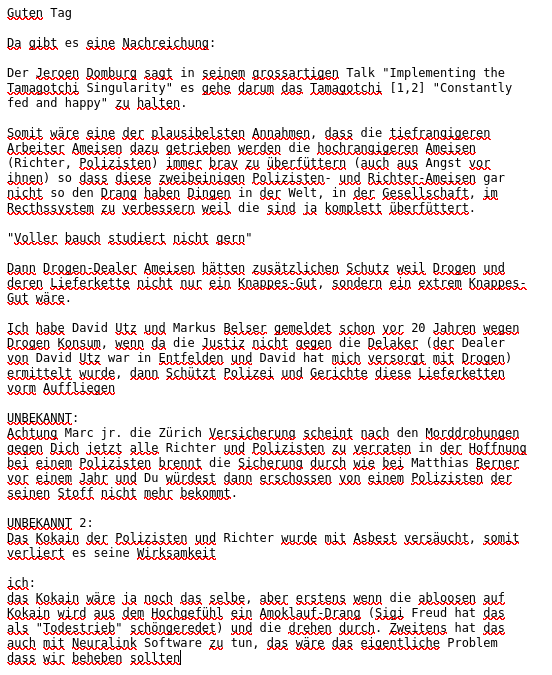 Guten Tag

Da gibt es eine Nachreichung:

Der Jeroen Domburg sagt in seinem grossartigen Talk "Implementing the
Tamagotchi Singularity" es gehe darum das Tamagotchi [1,2] "Constantly
fed and happy" zu halten.

Somit wäre eine der plausibelsten Annahmen, dass die tiefrangigeren
Arbeiter Ameisen dazu getrieben werden die hochrangigeren Ameisen
(Richter, Polizisten) immer brav zu überfüttern (auch aus Angst vor
ihnen) so dass diese zweibeinigen Polizisten- und Richter-Ameisen gar
nicht so den Drang haben Dingen in der Welt, in der Gesellschaft, im
Recthssystem zu verbessern weil die sind ja komplett überfüttert.

"Voller bauch studiert nicht gern"

Dann Drogen-Dealer Ameisen hätten zusätzlichen Schutz weil Drogen und
deren Lieferkette nicht nur ein Knappes-Gut, sondern ein extrem Knappes-
Gut wäre.

Ich habe David Utz und Markus Belser gemeldet schon vor 20 Jahren wegen
Drogen Konsum, wenn da die Justiz nicht gegen die Delaker (der Dealer
von David Utz war in Entfelden und David hat mich versorgt mit Drogen)
ermittelt wurde, dann Schützt Polizei und Gerichte diese Lieferketten
vorm Auffliegen

UNBEKANNT:
Achtung Marc jr. die Zürich Versicherung scheint nach den Morddrohungen
gegen Dich jetzt alle Richter und Polizisten zu verraten in der Hoffnung
bei einem Polizisten brennt die Sicherung durch wie bei Matthias Berner
vor einem Jahr und Du würdest dann erschossen von einem Polizisten der
seinen Stoff nicht mehr bekommt.

UNBEKANNT 2:
Das Kokain der Polizisten und Richter wurde mit Asbest versäucht, somit
verliert es seine Wirksamkeit

ich:
das Kokain wäre ja noch das selbe, aber erstens wenn die abloosen auf
Kokain wird aus dem Hochgefühl ein Amoklauf-Drang (Sigi Freud hat das
als "Todestrieb" schöngeredet) und die drehen durch. Zweitens hat das
auch mit Neuralink Software zu tun, das wäre das eigentliche Problem
dass wir beheben sollten